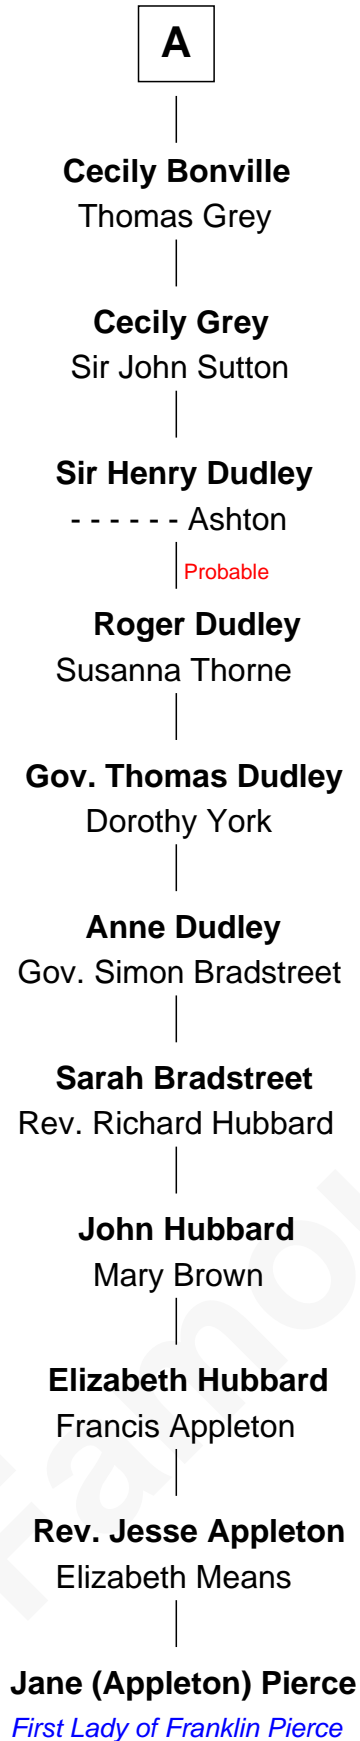 A
Cecily Bonville
Thomas Grey
Cecily Grey
Sir John Sutton
Sir Henry Dudley
- - - - - - Ashton
Probable
Roger Dudley
Susanna Thorne
Gov. Thomas Dudley
Dorothy York
Anne Dudley
Gov. Simon Bradstreet
Sarah Bradstreet
Rev. Richard Hubbard
John Hubbard
Mary Brown
Elizabeth Hubbard
Francis Appleton
Rev. Jesse Appleton
Elizabeth Means
Jane (Appleton) Pierce
First Lady of Franklin Pierce